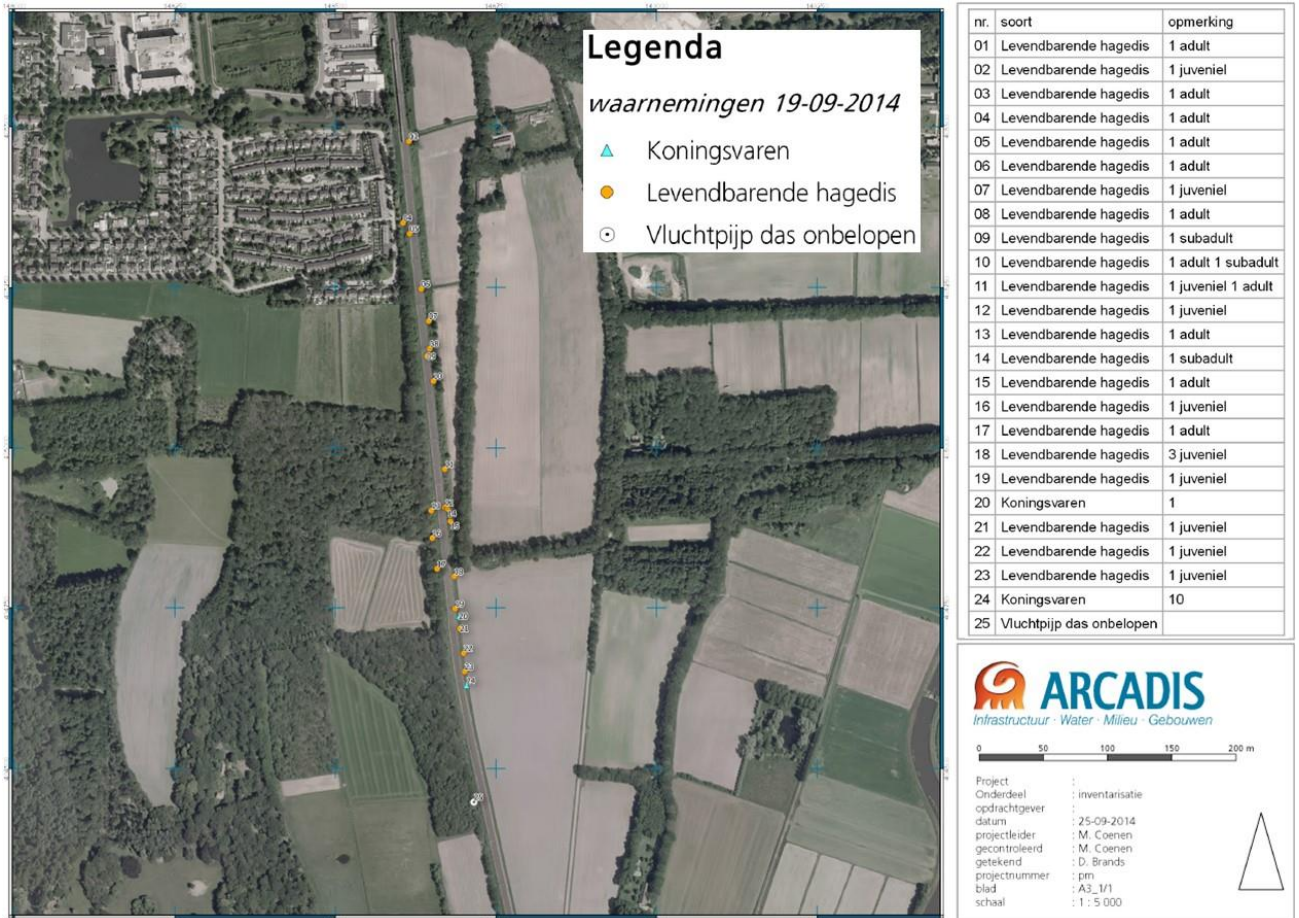 Legenda
waarnemingen 19-09-2014
Koningsvaren
Levendbarende hagedis
Vluchtpijp das onbelopen
nr. soort opmerking
01 Levendbarende hagedis 1 adult
02 Levendbarende hagedis 1 juveniel
03 Levendbarende hagedis 1 adult
04 Levendbarende hagedis 1 adult
05 Levendbarende hagedis 1 adult
06 Levendbarende hagedis 1 adult
07 Levendbarende hagedis 1 juveniel
08 Levendbarende hagedis 1 adult
09 Levendbarende hagedis 1 subadult
10 Levendbarende hagedis 1 adult 1 subadult
11 Levendbarende hagedis 1 juveniel 1 adult
12 Levendbarende hagedis 1 juveniel
13 Levendbarende hagedis 1 adult
14 Levendbarende hagedis 1 subadult
15 Levendbarende hagedis 1 adult
16 Levendbarende hagedis 1 juveniel
17 Levendbarende hagedis 1 adult
18 Levendbarende hagedis 3 juveniel
19 Levendbarende hagedis 1 juveniel
20 Koningsvaren 1
21 Levendbarende hagedis 1 juveniel
22 Levendbarende hagedis 1 juveniel
23 Levendbarende hagedis 1 juveniel
24 Koningsvaren 10
25 Vluchtpijp das onbelopen
ARCADIS
Infrastructuur · Water · Milieu · Gebouwen
0 50 100 150 200 m
Project :
Onderdeel : inventarisatie
opdrachtgever :
datum : 25-09-2014
projectleider : M. Coenen
gecontroleerd : M. Coenen
getekend : D. Brands
projectnummer : pm
blad : A3_1/1
schaal : 1 : 5 000